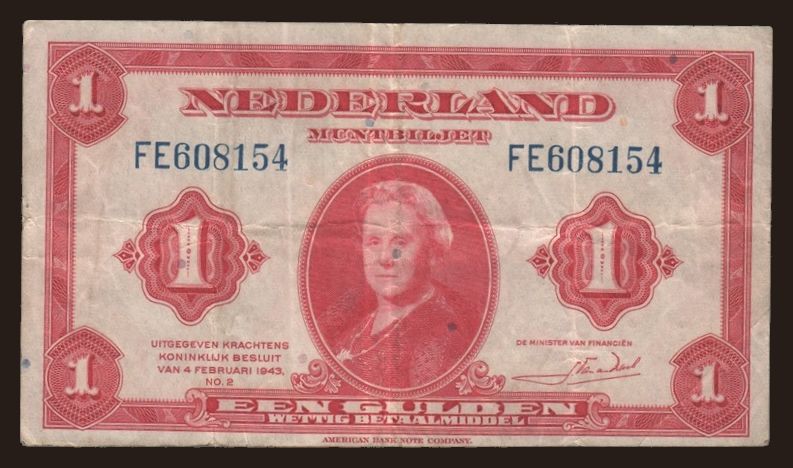 1 1
NEDERLAND
MUNTBILJET
FE608154 FE608154
1 1
UITGEGEVEN KRACHTENS
KONINKLIJK BESLUIT
VAN 4 FEBRUARI 1943,
NO. 2
DE MINISTER VAN FINANCIËN
1 1
EEN GULDEN
WETTIG BETAALMIDDEL
AMERICAN BANK NOTE COMPANY.